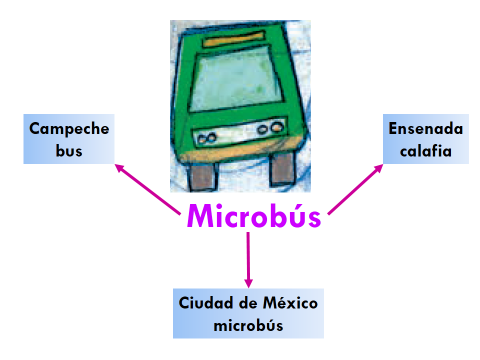 Campeche
bus
Ensenada
calafia
Microbús
Ciudad de México
microbús